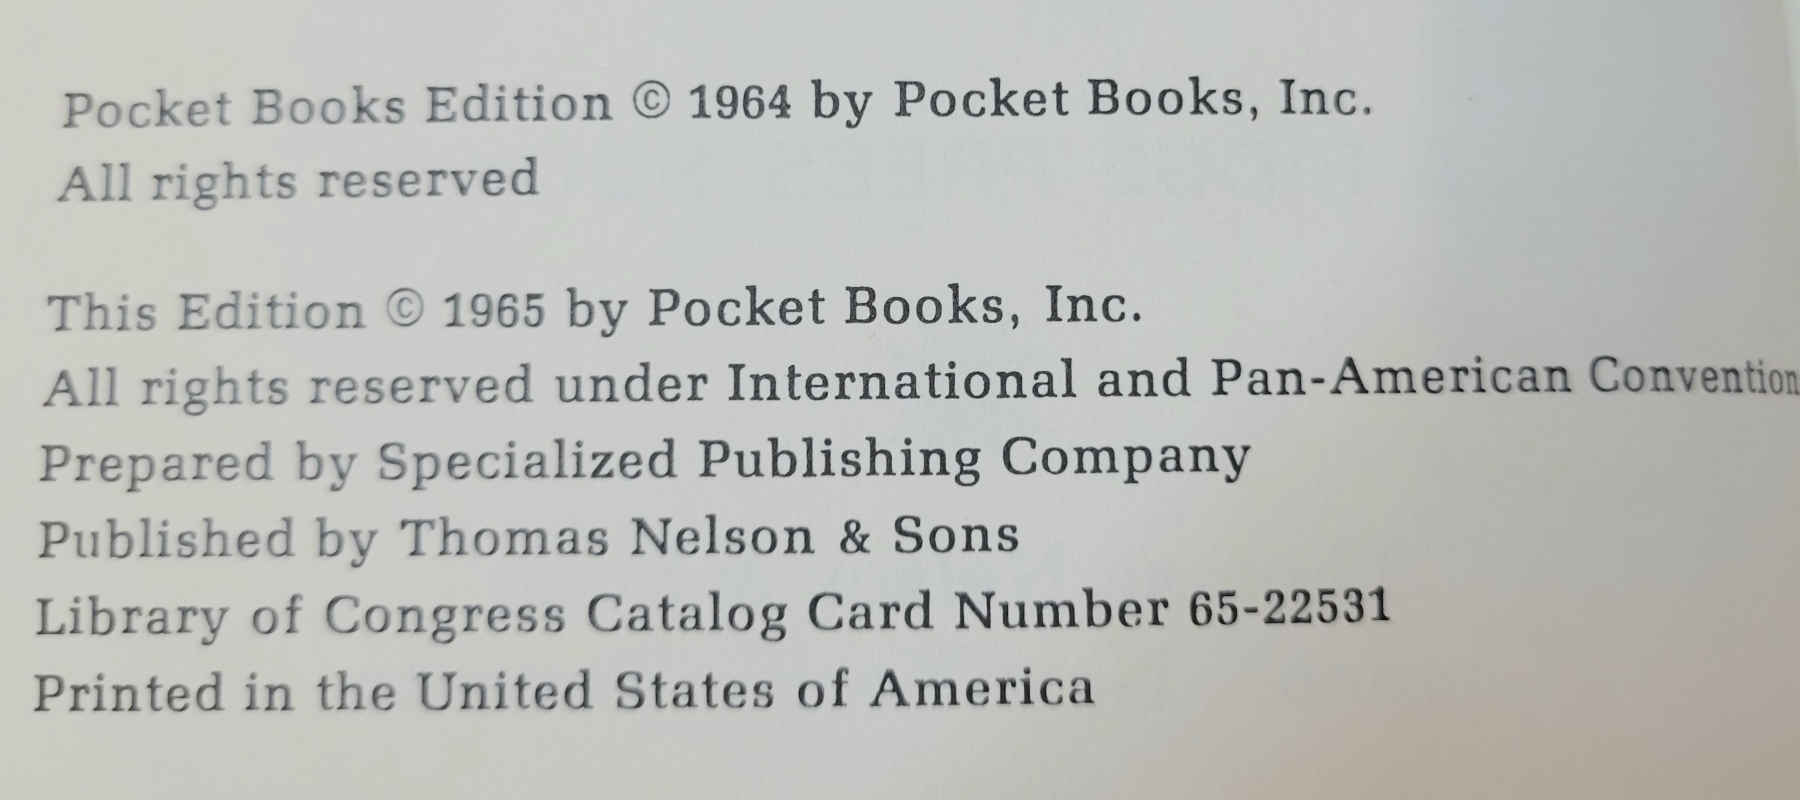 Pocket Books Edition © 1964 by Pocket Books, Inc.
All rights reserved
This Edition © 1965 by Pocket Books, Inc.
All rights reserved under International and Pan-American Convention
Prepared by Specialized Publishing Company
Published by Thomas Nelson & Sons
Library of Congress Catalog Card Number 65-22531
Printed in the United States of America